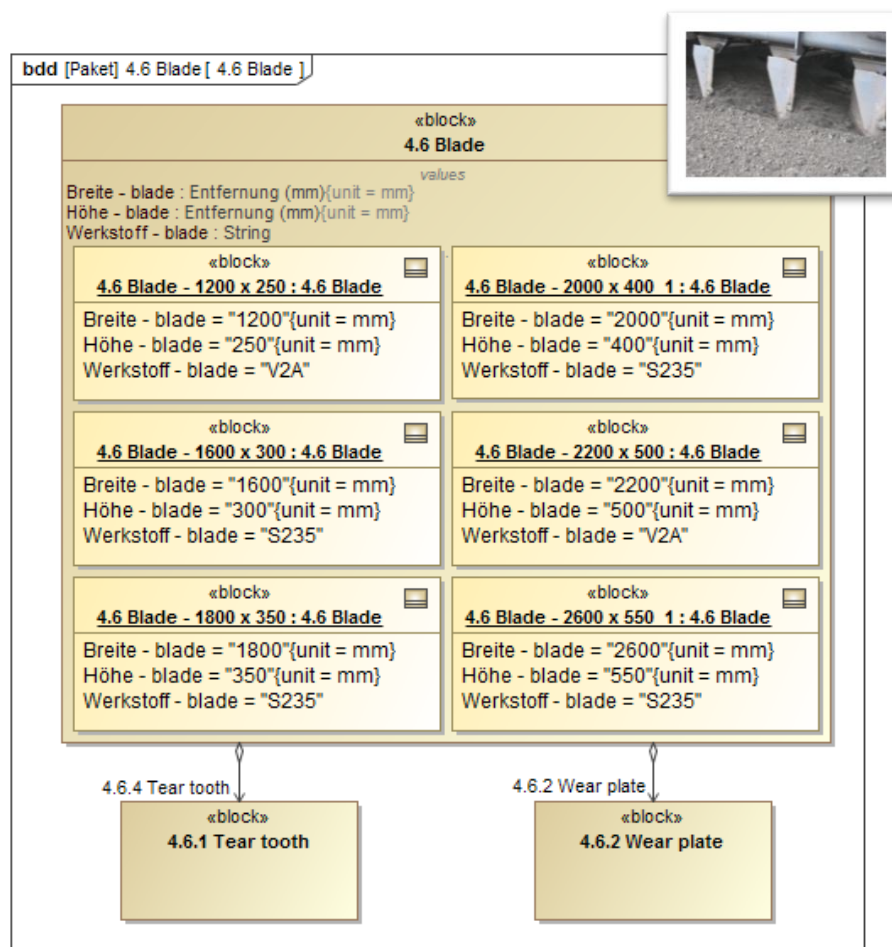 bdd [Paket] 4.6 Blade [ 4.6 Blade ]
«block»
4.6 Blade
values
Breite - blade : Entfernung (mm){unit = mm}
Höhe - blade : Entfernung (mm){unit = mm}
Werkstoff - blade : String
«block»
4.6 Blade - 1200 x 250 : 4.6 Blade
Breite - blade = "1200"{unit = mm}
Höhe - blade = "250"{unit = mm}
Werkstoff - blade = "V2A"
«block»
4.6 Blade - 2000 x 400_1 : 4.6 Blade
Breite - blade = "2000"{unit = mm}
Höhe - blade = "400"{unit = mm}
Werkstoff - blade = "S235"
«block»
4.6 Blade - 1600 x 300 : 4.6 Blade
Breite - blade = "1600"{unit = mm}
Höhe - blade = "300"{unit = mm}
Werkstoff - blade = "S235"
«block»
4.6 Blade - 2200 x 500 : 4.6 Blade
Breite - blade = "2200"{unit = mm}
Höhe - blade = "500"{unit = mm}
Werkstoff - blade = "V2A"
«block»
4.6 Blade - 1800 x 350 : 4.6 Blade
Breite - blade = "1800"{unit = mm}
Höhe - blade = "350"{unit = mm}
Werkstoff - blade = "S235"
«block»
4.6 Blade - 2600 x 550_1 : 4.6 Blade
Breite - blade = "2600"{unit = mm}
Höhe - blade = "550"{unit = mm}
Werkstoff - blade = "S235"
4.6.4 Tear tooth
4.6.2 Wear plate
«block»
4.6.1 Tear tooth
«block»
4.6.2 Wear plate